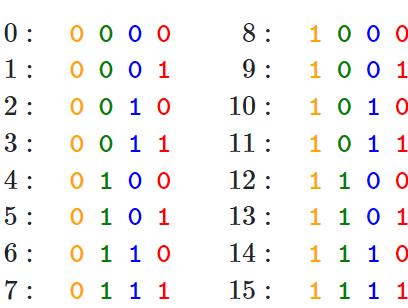 0 : 0 0 0 0 8 : 1 0 0 0
1 : 0 0 0 1 9 : 1 0 0 1
2 : 0 0 1 0 10 : 1 0 1 0
3 : 0 0 1 1 11 : 1 0 1 1
4 : 0 1 0 0 12 : 1 1 0 0
5 : 0 1 0 1 13 : 1 1 0 1
6 : 0 1 1 0 14 : 1 1 1 0
7 : 0 1 1 1 15 : 1 1 1 1